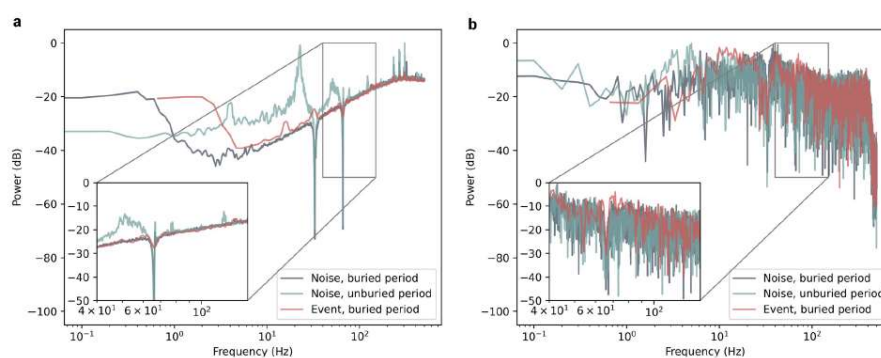 a
b
0
−20
−40
−60
−80
−100
Power (dB)
10⁻¹ 10⁰ 10¹ 10²
Frequency (Hz)
0
−10
−20
−30
−40
−50
4 × 10¹ 6 × 10¹ 10²
Noise, buried period
Noise, unburied period
Event, buried period
0
−20
−40
−60
−80
−100
Power (dB)
10⁻¹ 10⁰ 10¹ 10²
Frequency (Hz)
0
−10
−20
−30
−40
−50
4 × 10¹ 6 × 10¹ 10²
Noise, buried period
Noise, unburied period
Event, buried period